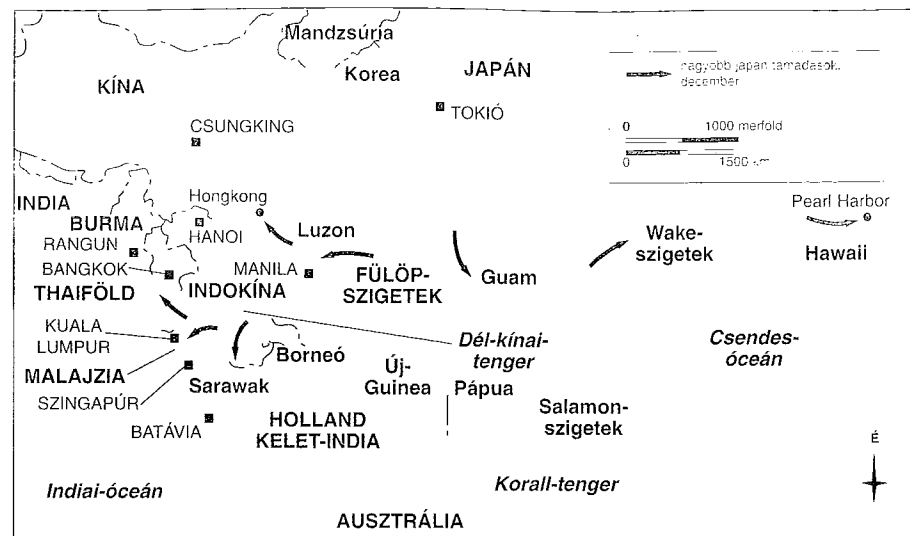 Mandzsúria
Korea
JAPÁN
nagyobb japán támadások,
december
KÍNA
TOKIÓ
CSUNGKING
0 1000 merföld
0 1500 km
INDIA
Hongkong
Pearl Harbor
BURMA
HANOI
Luzon
Wake-
szigetek
Hawaii
RANGUN
BANGKOK
MANILA
FÜLÖP-
SZIGETEK
Guam
THAIFÖLD
INDOKÍNA
KUALA
LUMPUR
Borneó
Dél-kínai-
tenger
Csendes-
óceán
MALAJZIA
Sarawak
Új-
Guinea
Pápua
SZINGAPÚR
Salamon-
szigetek
BATÁVIA
HOLLAND
KELET-INDIA
É
Indiai-óceán
Korall-tenger
AUSZTRÁLIA